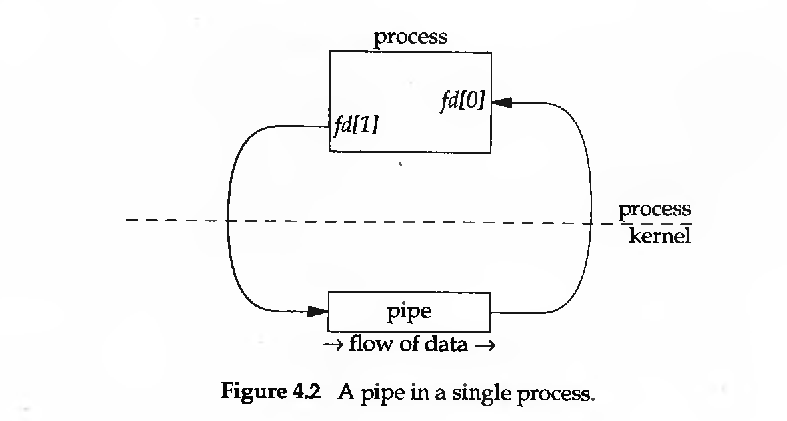 process
fd[0]
fd[1]
process
kernel
pipe
→ flow of data →
Figure 4.2 A pipe in a single process.